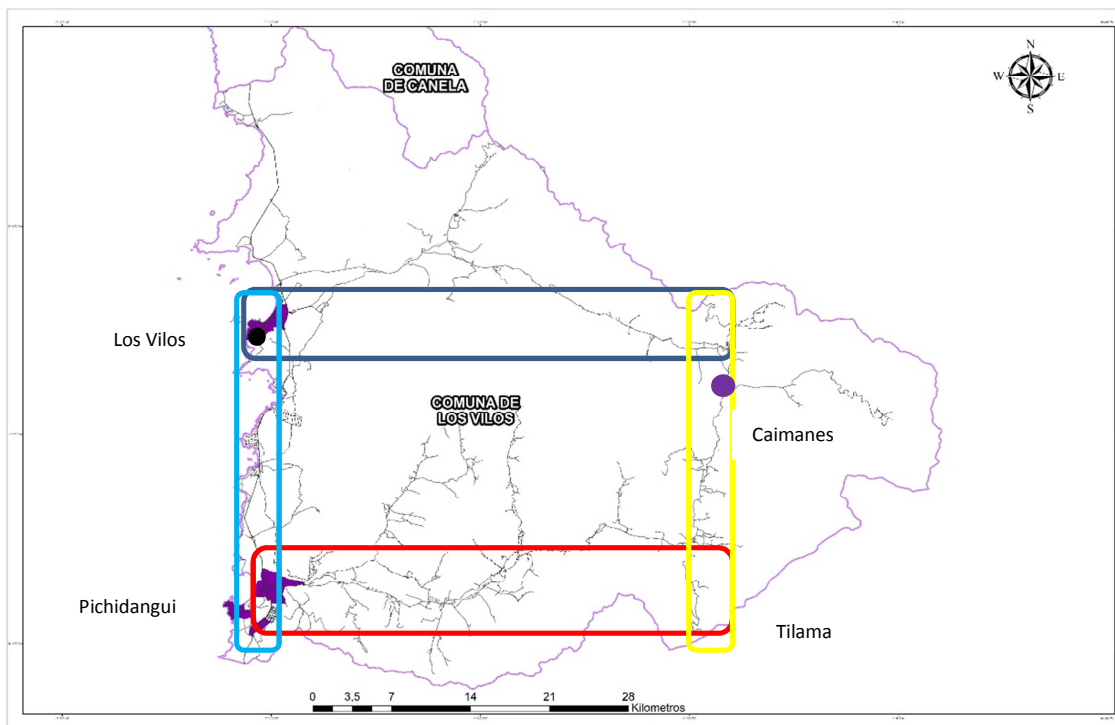 COMUNA
DE CANELA
N
W E
S
Los Vilos
COMUNA DE
LOS VILOS
Caimanes
Pichidangui
Tilama
0 3,5 7 14 21 28
Kilometros